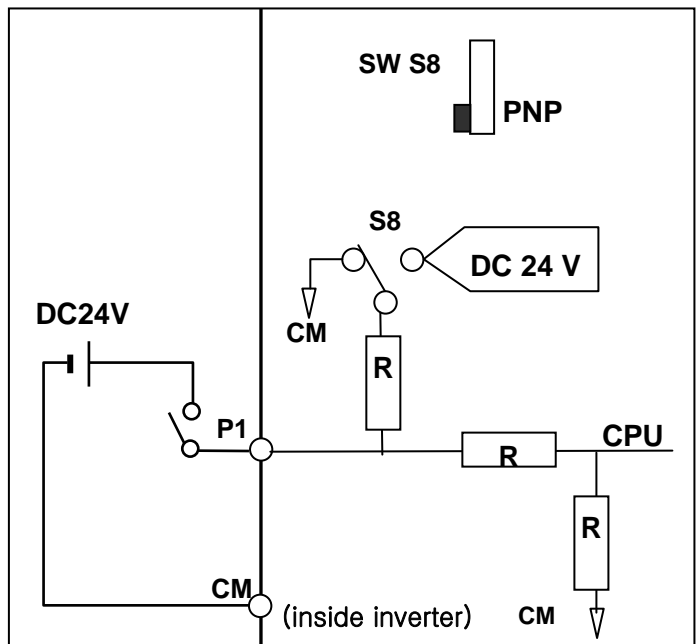 SW S8
PNP
S8
DC 24 V
DC24V
CM
R
P1
CPU
R
R
CM
(inside inverter)
CM